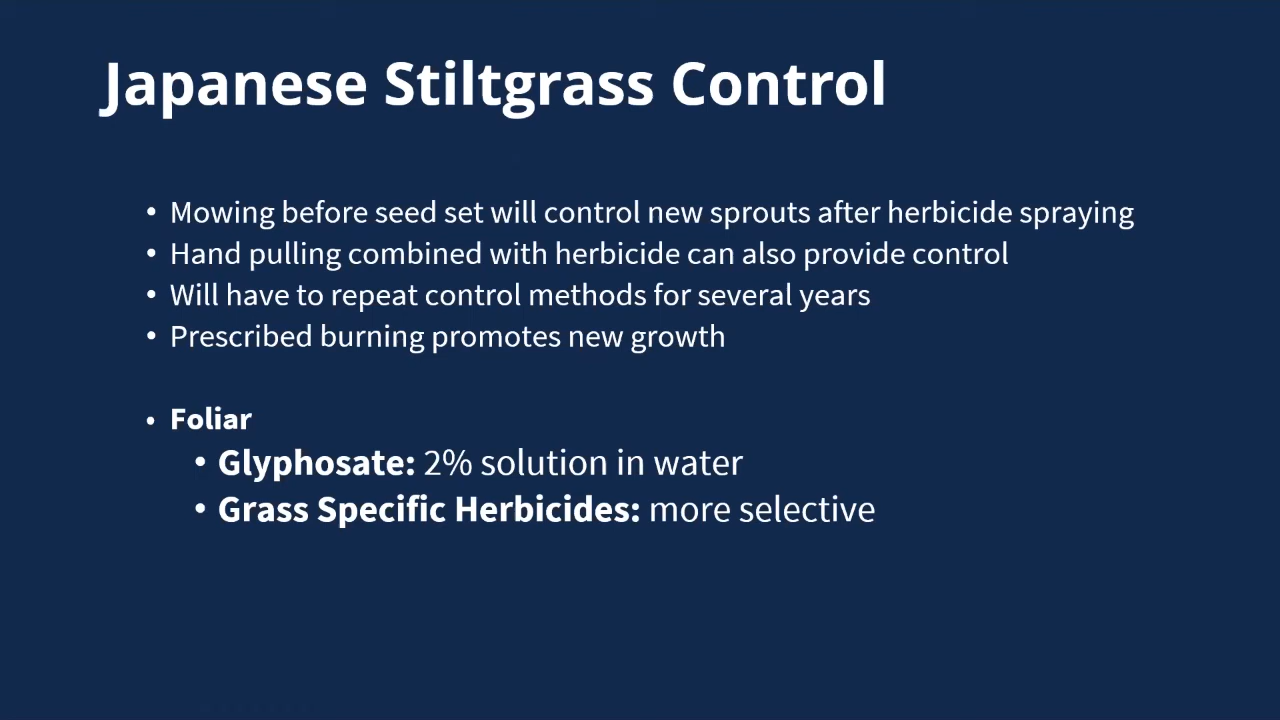 Japanese Stiltgrass Control
• Mowing before seed set will control new sprouts after herbicide spraying
• Hand pulling combined with herbicide can also provide control
• Will have to repeat control methods for several years
• Prescribed burning promotes new growth
• Foliar
• Glyphosate: 2% solution in water
• Grass Specific Herbicides: more selective